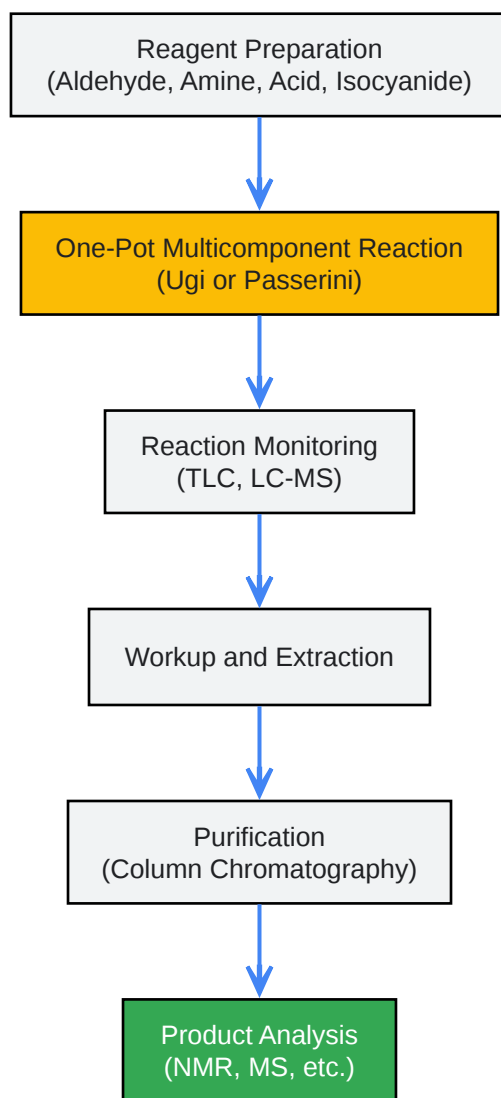 Reagent Preparation
(Aldehyde, Amine, Acid, Isocyanide)
One-Pot Multicomponent Reaction
(Ugi or Passerini)
Reaction Monitoring
(TLC, LC-MS)
Workup and Extraction
Purification
(Column Chromatography)
Product Analysis
(NMR, MS, etc.)